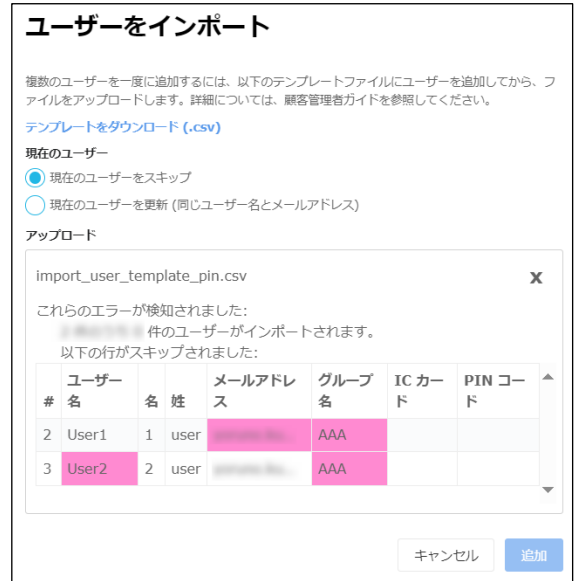 ユーザーをインポート
複数のユーザーを一度に追加するには、以下のテンプレートファイルにユーザーを追加してから、フ
ァイルをアップロードします。詳細については、顧客管理者ガイドを参照してください。
テンプレートをダウンロード (.csv)
現在のユーザー
現在のユーザーをスキップ
現在のユーザーを更新 (同じユーザー名とメールアドレス)
アップロード
import_user_template_pin.csv X
これらのエラーが検知されました:
件のユーザーがインポートされます。
以下の行がスキップされました:
# ユーザー名 名 姓 メールアドレス グループ名 IC カード PIN コード
2 User1 1 user AAA
3 User2 2 user AAA
キャンセル 追加